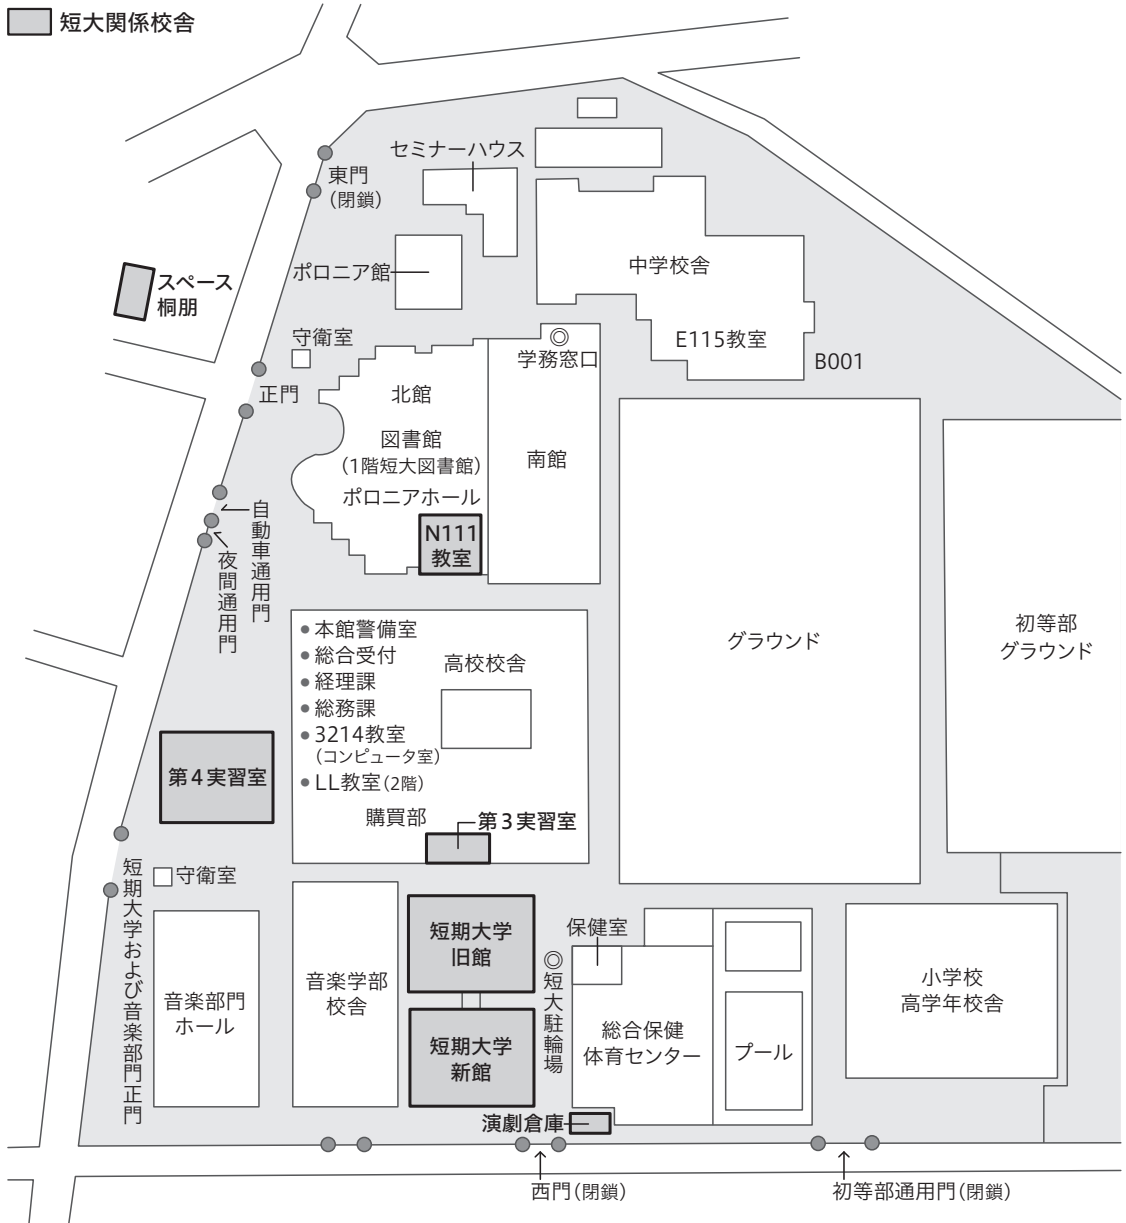 短大関係校舎
セミナーハウス
東門
(閉鎖)
ポロニア館
中学校舎
スペース
桐朋
守衛室
学務窓口
E115教室
B001
正門
北館
図書館
(1階短大図書館)
ポロニアホール
南館
N111
教室
自動車通用門
夜間通用門
本館警備室
総合受付
経理課
総務課
3214教室
(コンピュータ室)
LL教室(2階)
高校校舎
グラウンド
初等部
グラウンド
第4実習室
購買部
第3実習室
守衛室
短期大学および音楽部門正門
音楽部門
ホール
音楽学部
校舎
短期大学
旧館
短期大学
新館
◎短大駐輪場
保健室
総合保健
体育センター
プール
小学校
高学年校舎
演劇倉庫
西門(閉鎖)
初等部通用門(閉鎖)